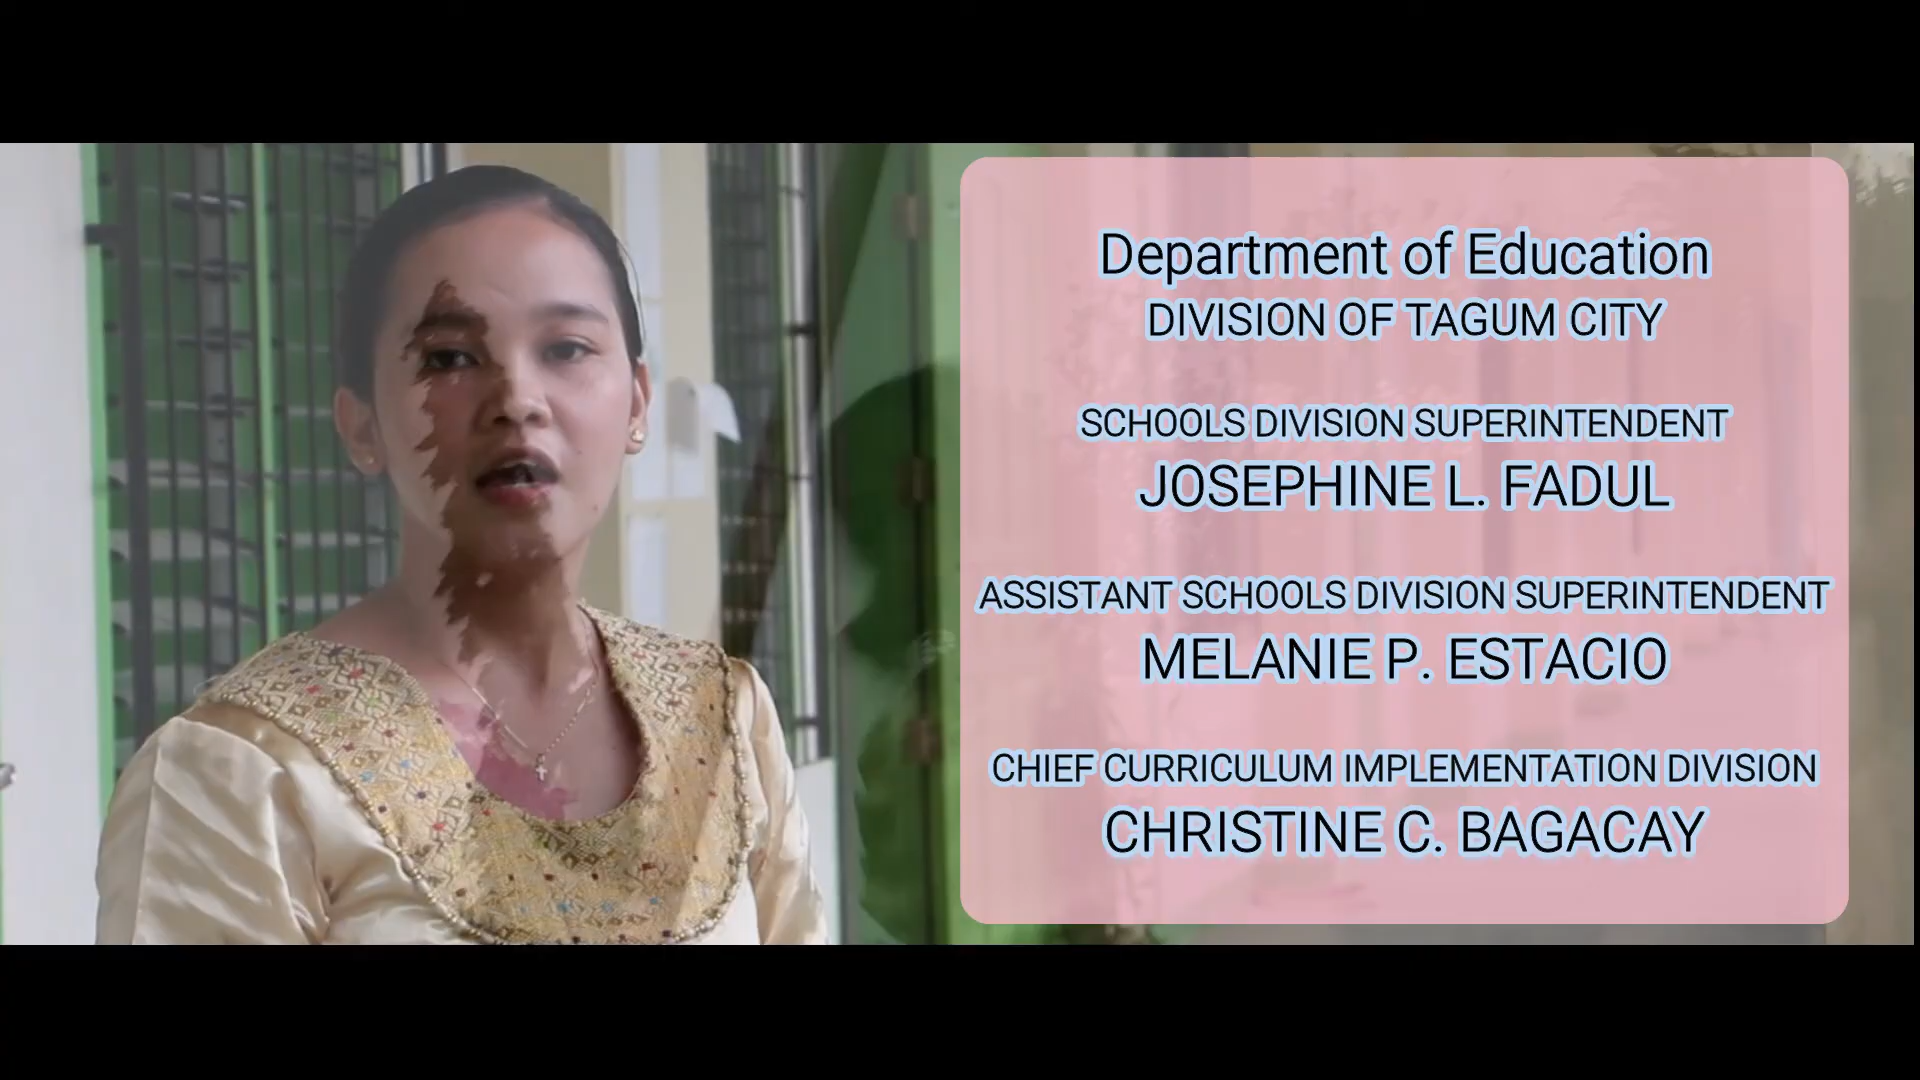 Department of Education
DIVISION OF TAGUM CITY
SCHOOLS DIVISION SUPERINTENDENT
JOSEPHINE L. FADUL
ASSISTANT SCHOOLS DIVISION SUPERINTENDENT
MELANIE P. ESTACIO
CHIEF CURRICULUM IMPLEMENTATION DIVISION
CHRISTINE C. BAGACAY